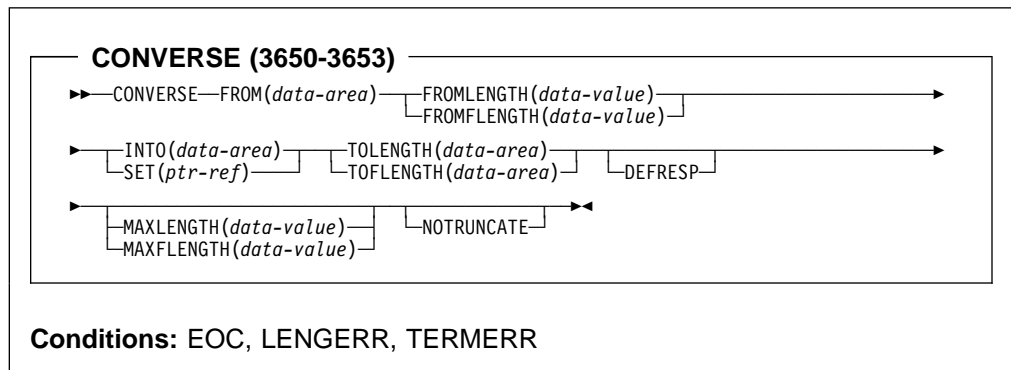 CONVERSE (3650-3653)
CONVERSE FROM(data-area) FROMLENGTH(data-value)
FROMFLENGTH(data-value)
INTO(data-area) TOLENGTH(data-area)
SET(ptr-ref) TOFLENGTH(data-area) DEFRESP
MAXLENGTH(data-value) NOTRUNCATE
MAXFLENGTH(data-value)
Conditions: EOC, LENGERR, TERMERR